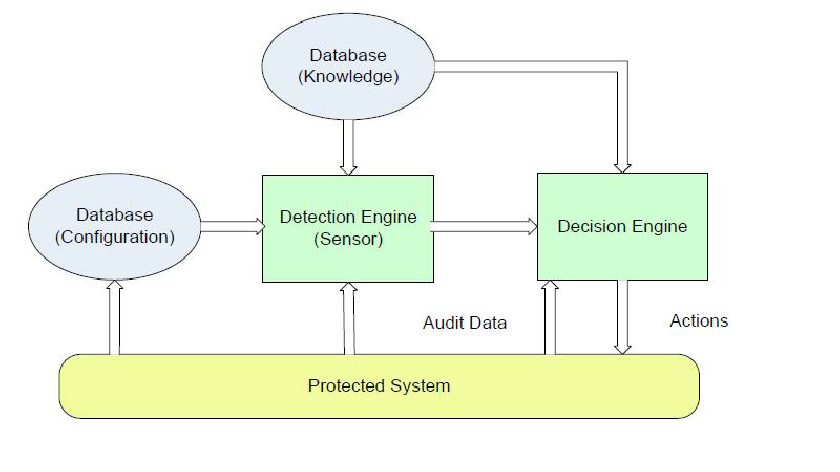 Database
(Knowledge)
Database
(Configuration)
Detection Engine
(Sensor)
Decision Engine
Audit Data
Actions
Protected System